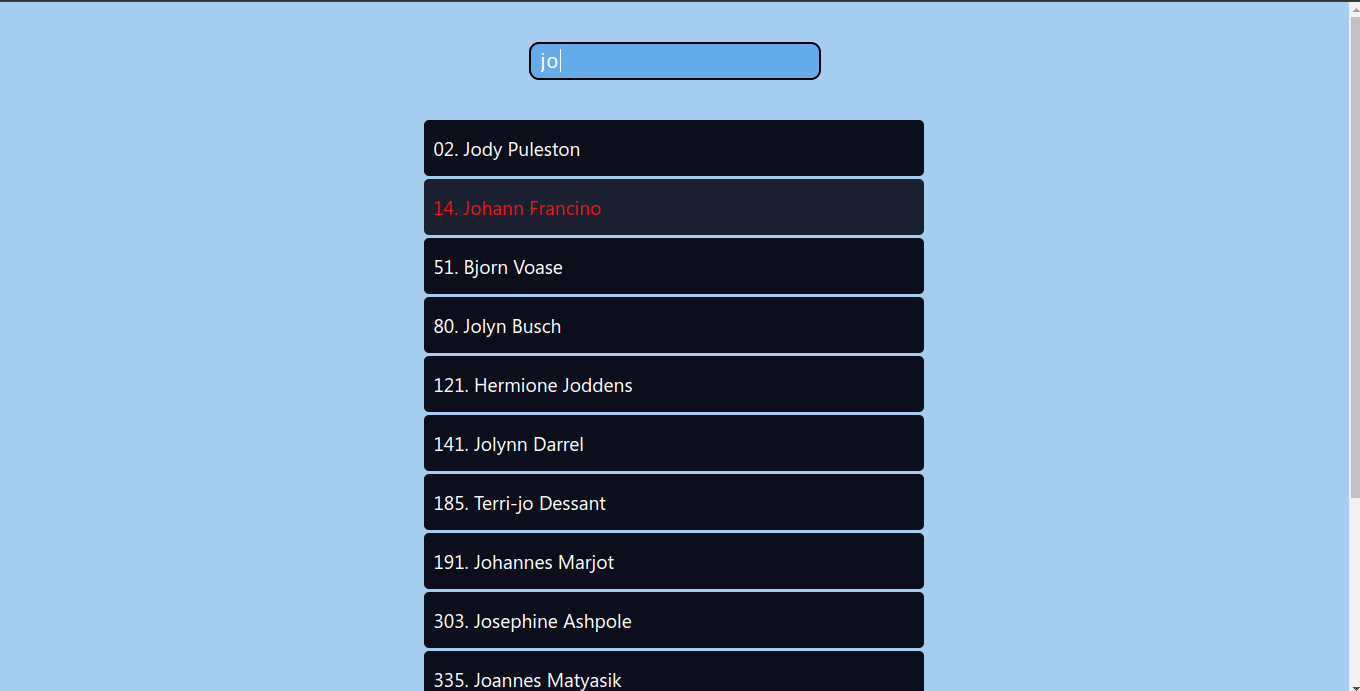 jo
02. Jody Puleston
14. Johann Francino
51. Bjorn Voase
80. Jolyn Busch
121. Hermione Joddens
141. Jolynn Darrel
185. Terri-jo Dessant
191. Johannes Marjot
303. Josephine Ashpole
335. Joannes Matyasik